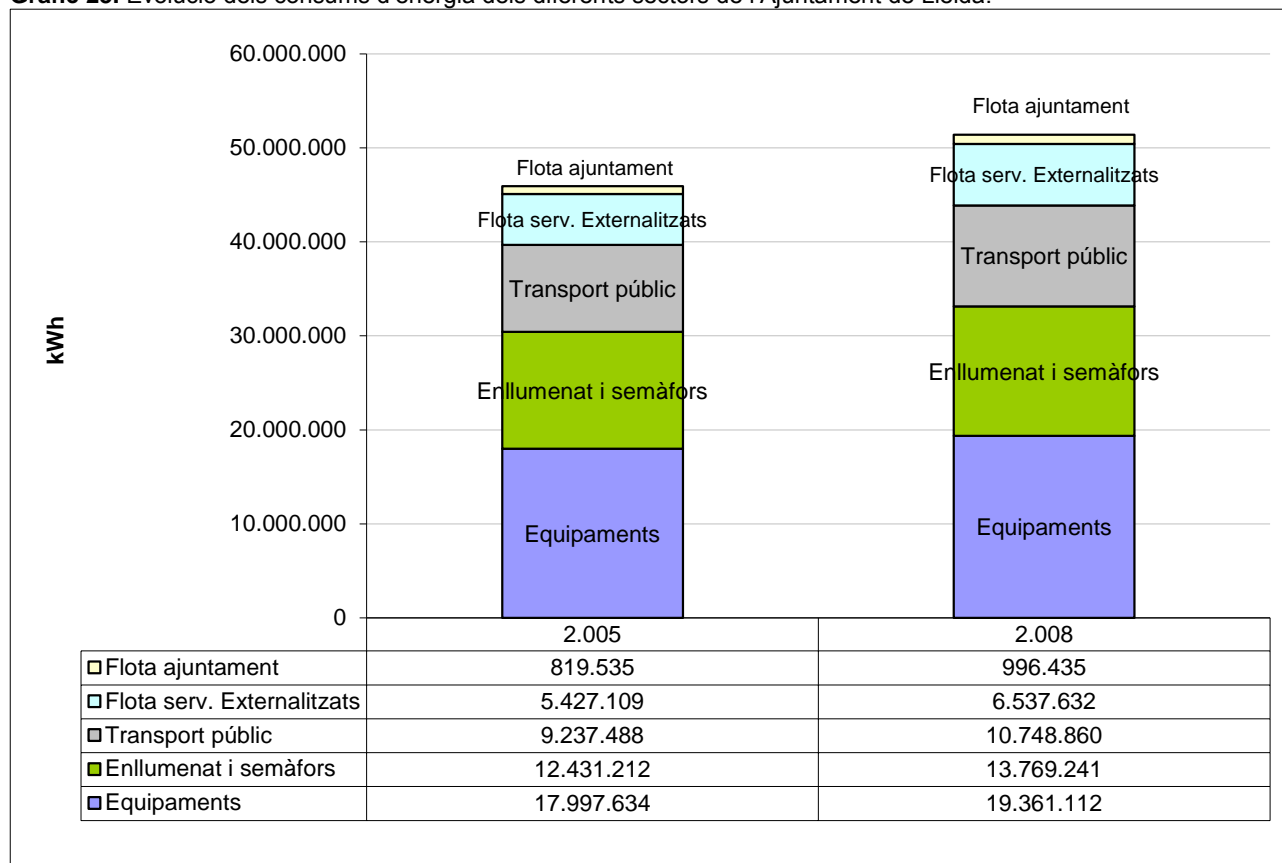 60.000.000
Flota ajuntament
50.000.000
Flota ajuntament
Flota serv. Externalitzats
Flota serv. Externalitzats
40.000.000
Transport públic
Transport públic
30.000.000
kWh
Enllumenat i semàfors
Enllumenat i semàfors
20.000.000
10.000.000
Equipaments
Equipaments
0
2.005 2.008
Flota ajuntament 819.535 996.435
Flota serv. Externalitzats 5.427.109 6.537.632
Transport públic 9.237.488 10.748.860
Enllumenat i semàfors 12.431.212 13.769.241
Equipaments 17.997.634 19.361.112